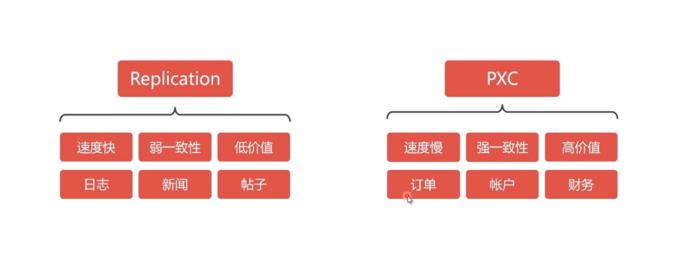 Replication
速度快 弱一致性 低价值
日志 新闻 帖子
PXC
速度慢 强一致性 高价值
订单 帐户 财务